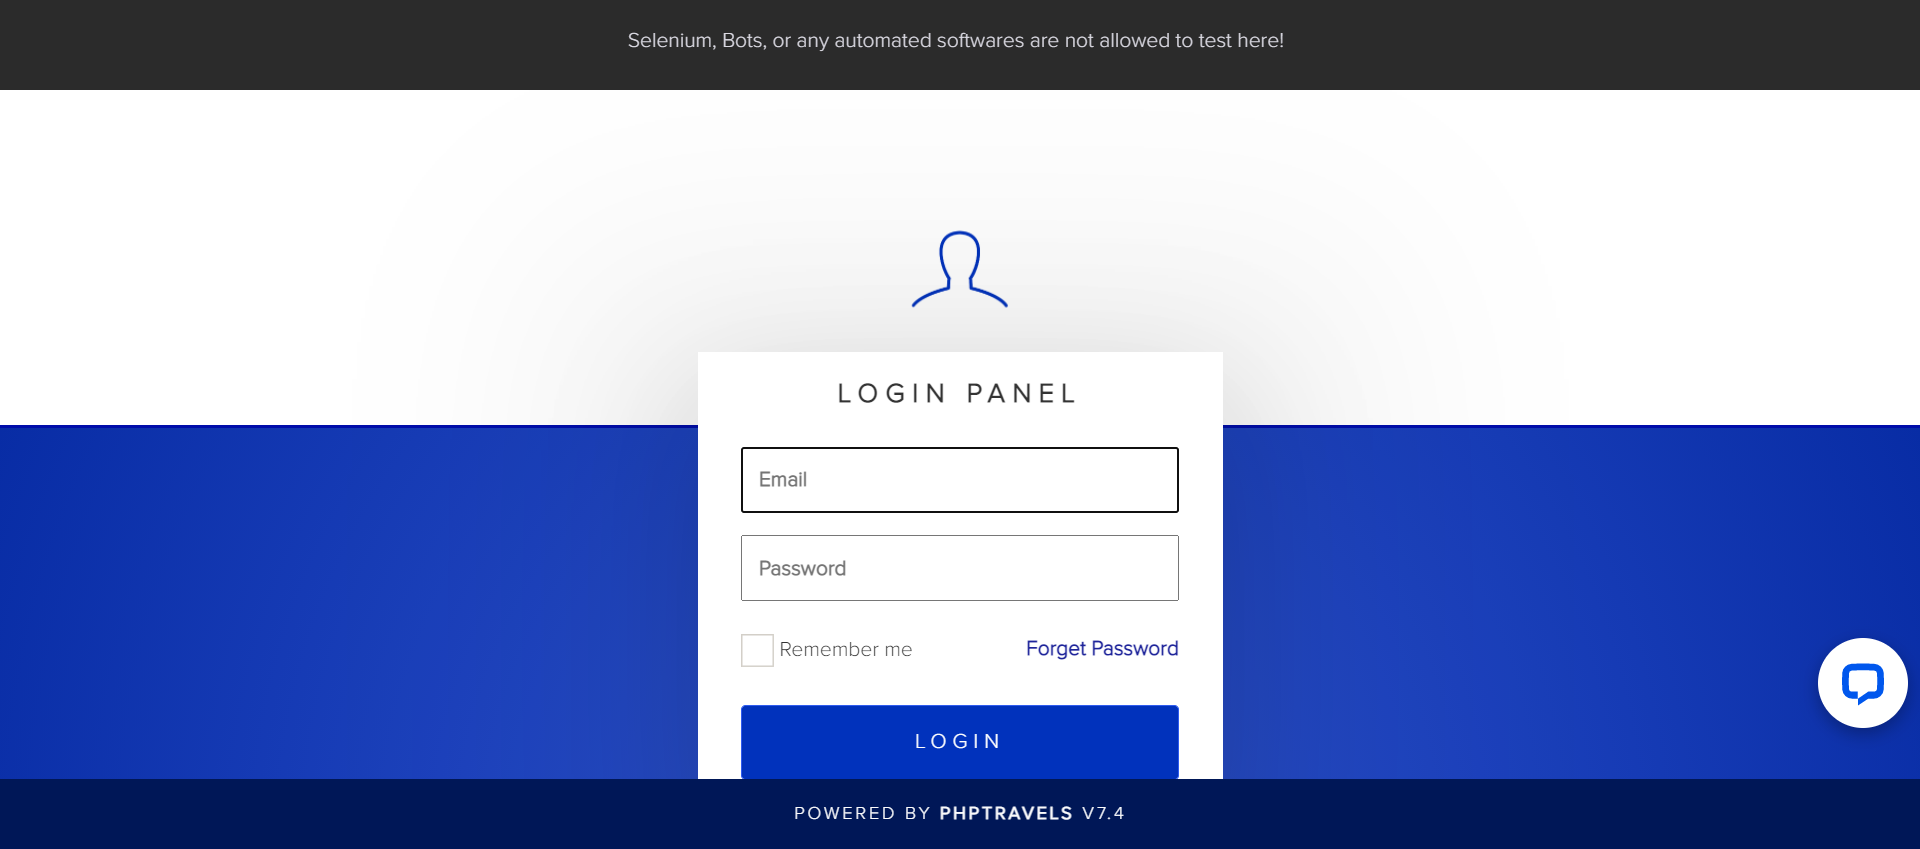 Selenium, Bots, or any automated softwares are not allowed to test here!
LOGIN PANEL
Email
Password
Remember me
Forget Password
LOGIN
POWERED BY PHPTRAVELS V7.4